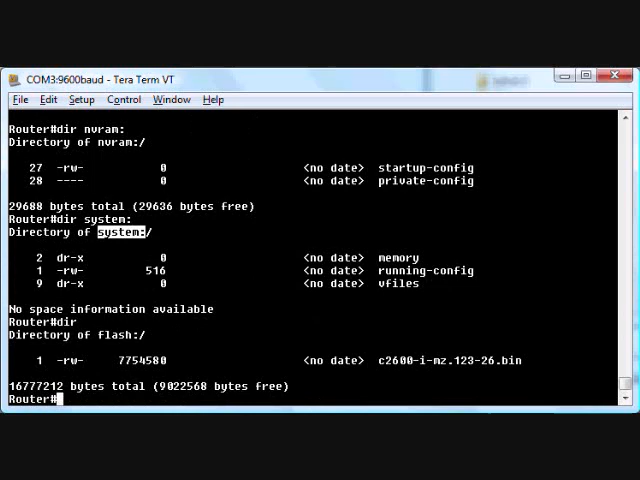 COM3:9600baud - Tera Term VT
File Edit Setup Control Window Help
Router#dir nvram:
Directory of nvram:/
27 -rw- 0 <no date> startup-config
28 ---- 0 <no date> private-config
29688 bytes total (29636 bytes free)
Router#dir system:
Directory of system:/
2 dr-x 0 <no date> memory
1 -rw- 516 <no date> running-config
9 dr-x 0 <no date> vfiles
No space information available
Router#dir
Directory of flash:/
1 -rw- 7754580 <no date> c2600-i-mz.123-26.bin
16777212 bytes total (9022568 bytes free)
Router#